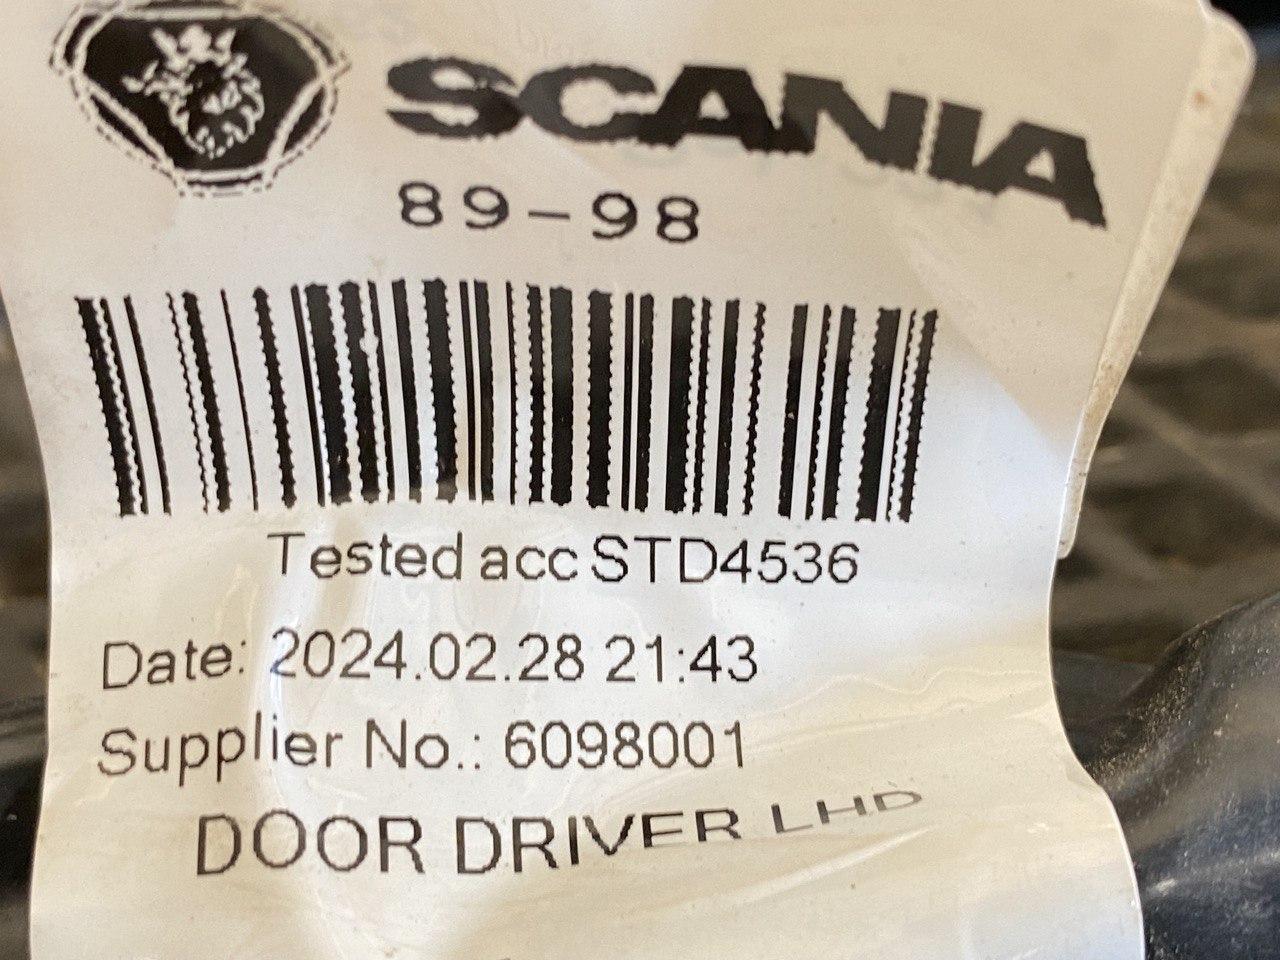 SCANIA
89-98
Tested acc STD4536
Date: 2024.02.28 21:43
Supplier No.: 6098001
DOOR DRIVER LHD